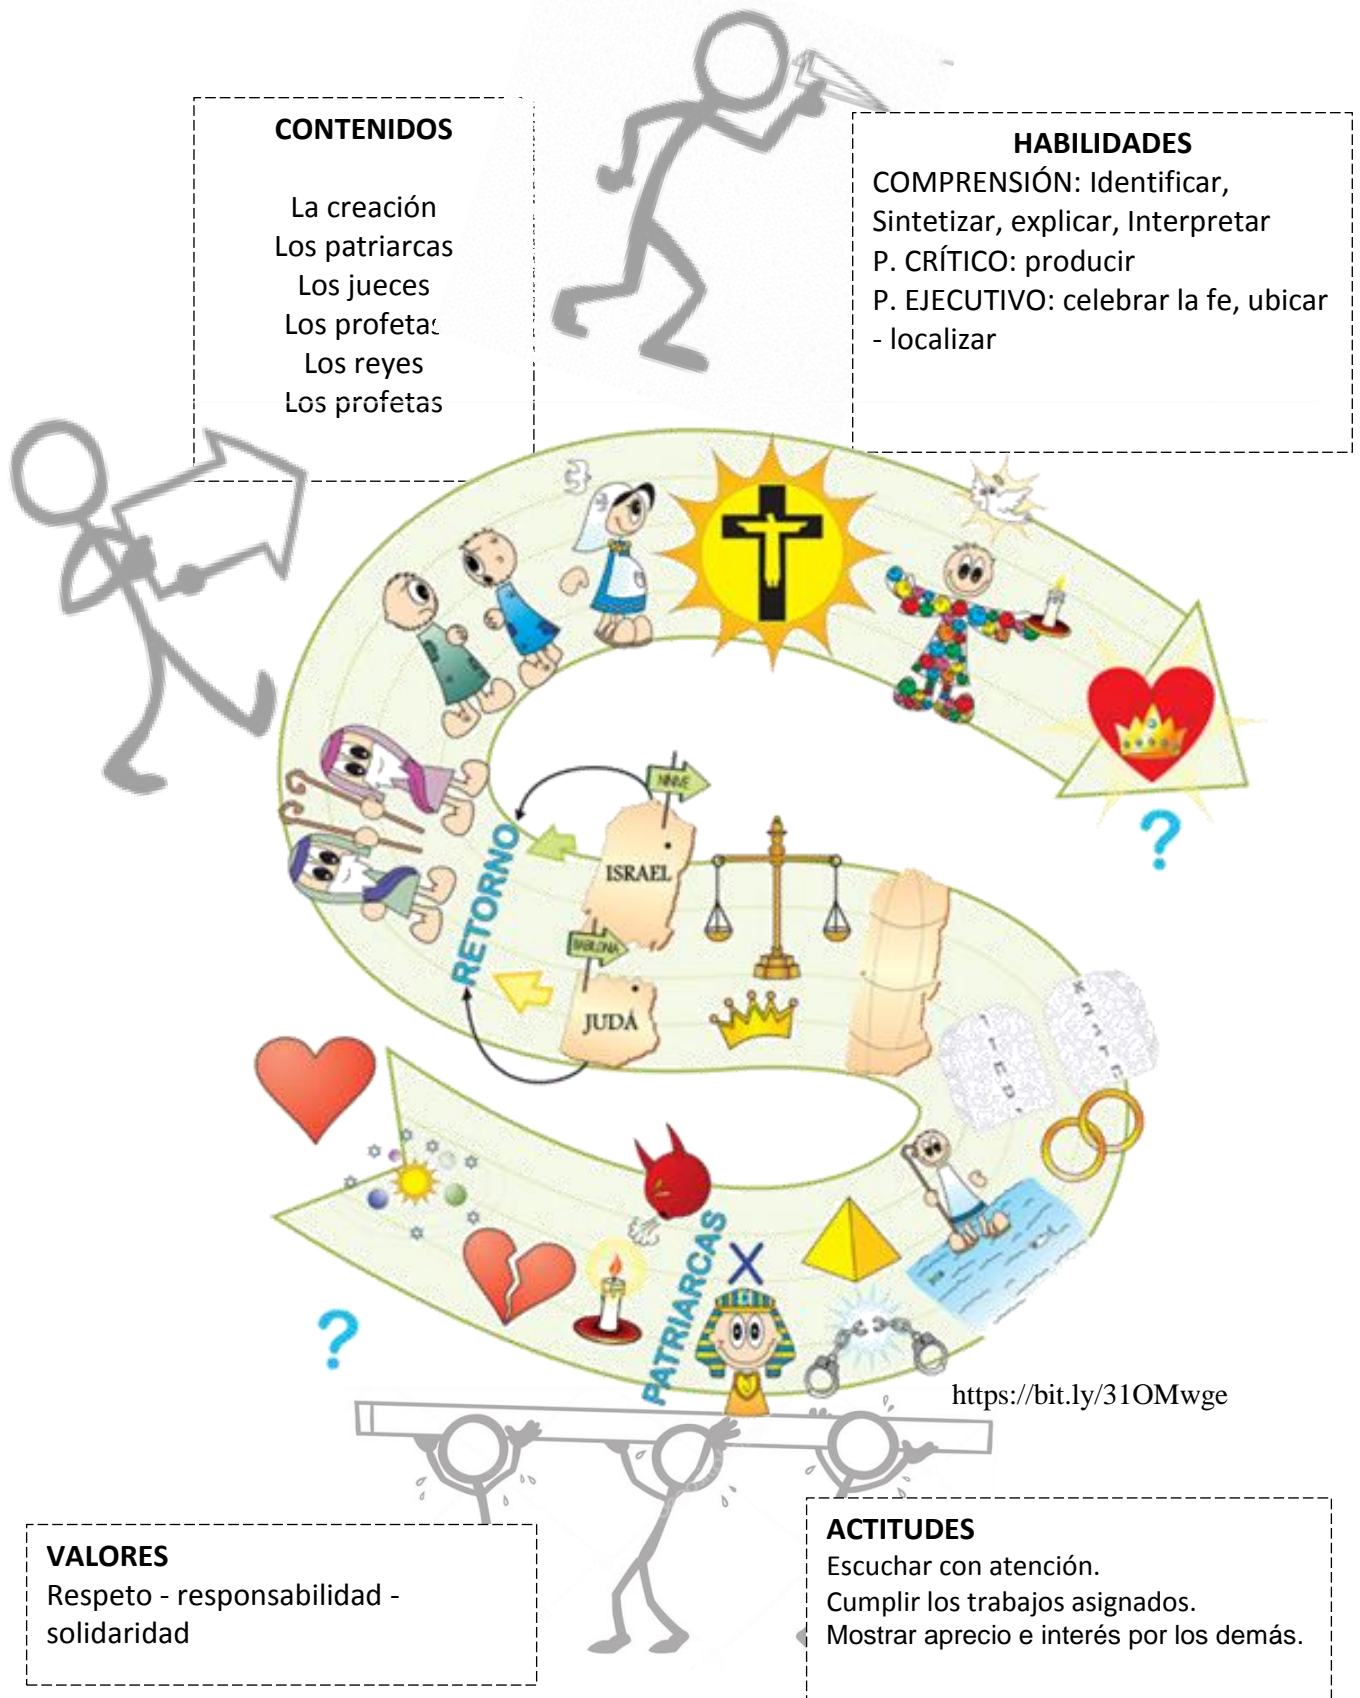 CONTENIDOS
La creación
Los patriarcas
Los jueces
Los profetas
Los reyes
Los profetas
HABILIDADES
COMPRENSIÓN: Identificar,
Sintetizar, explicar, Interpretar
P. CRÍTICO: producir
P. EJECUTIVO: celebrar la fe, ubicar
- localizar
NINIVE
ISRAEL
RETORNO
BABILONIA
JUDÁ
?
PATRIARCAS
X
?
https://bit.ly/31OMwge
VALORES
Respeto - responsabilidad -
solidaridad
ACTITUDES
Escuchar con atención.
Cumplir los trabajos asignados.
Mostrar aprecio e interés por los demás.